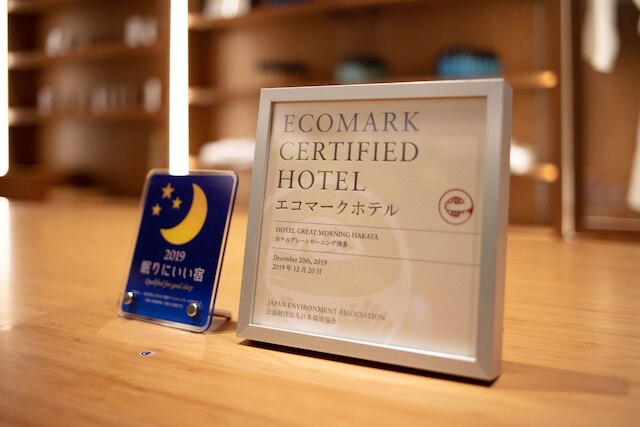 2019
眠りにいい宿
Qualified for good sleep
ECOMARK
CERTIFIED
HOTEL
エコマークホテル
HOTEL GREAT MORNING HAKATA
ホテルグレートモーニング博多
December 20th, 2019
2019年12月20日
JAPAN ENVIRONMENT ASSOCIATION
公益財団法人日本環境協会